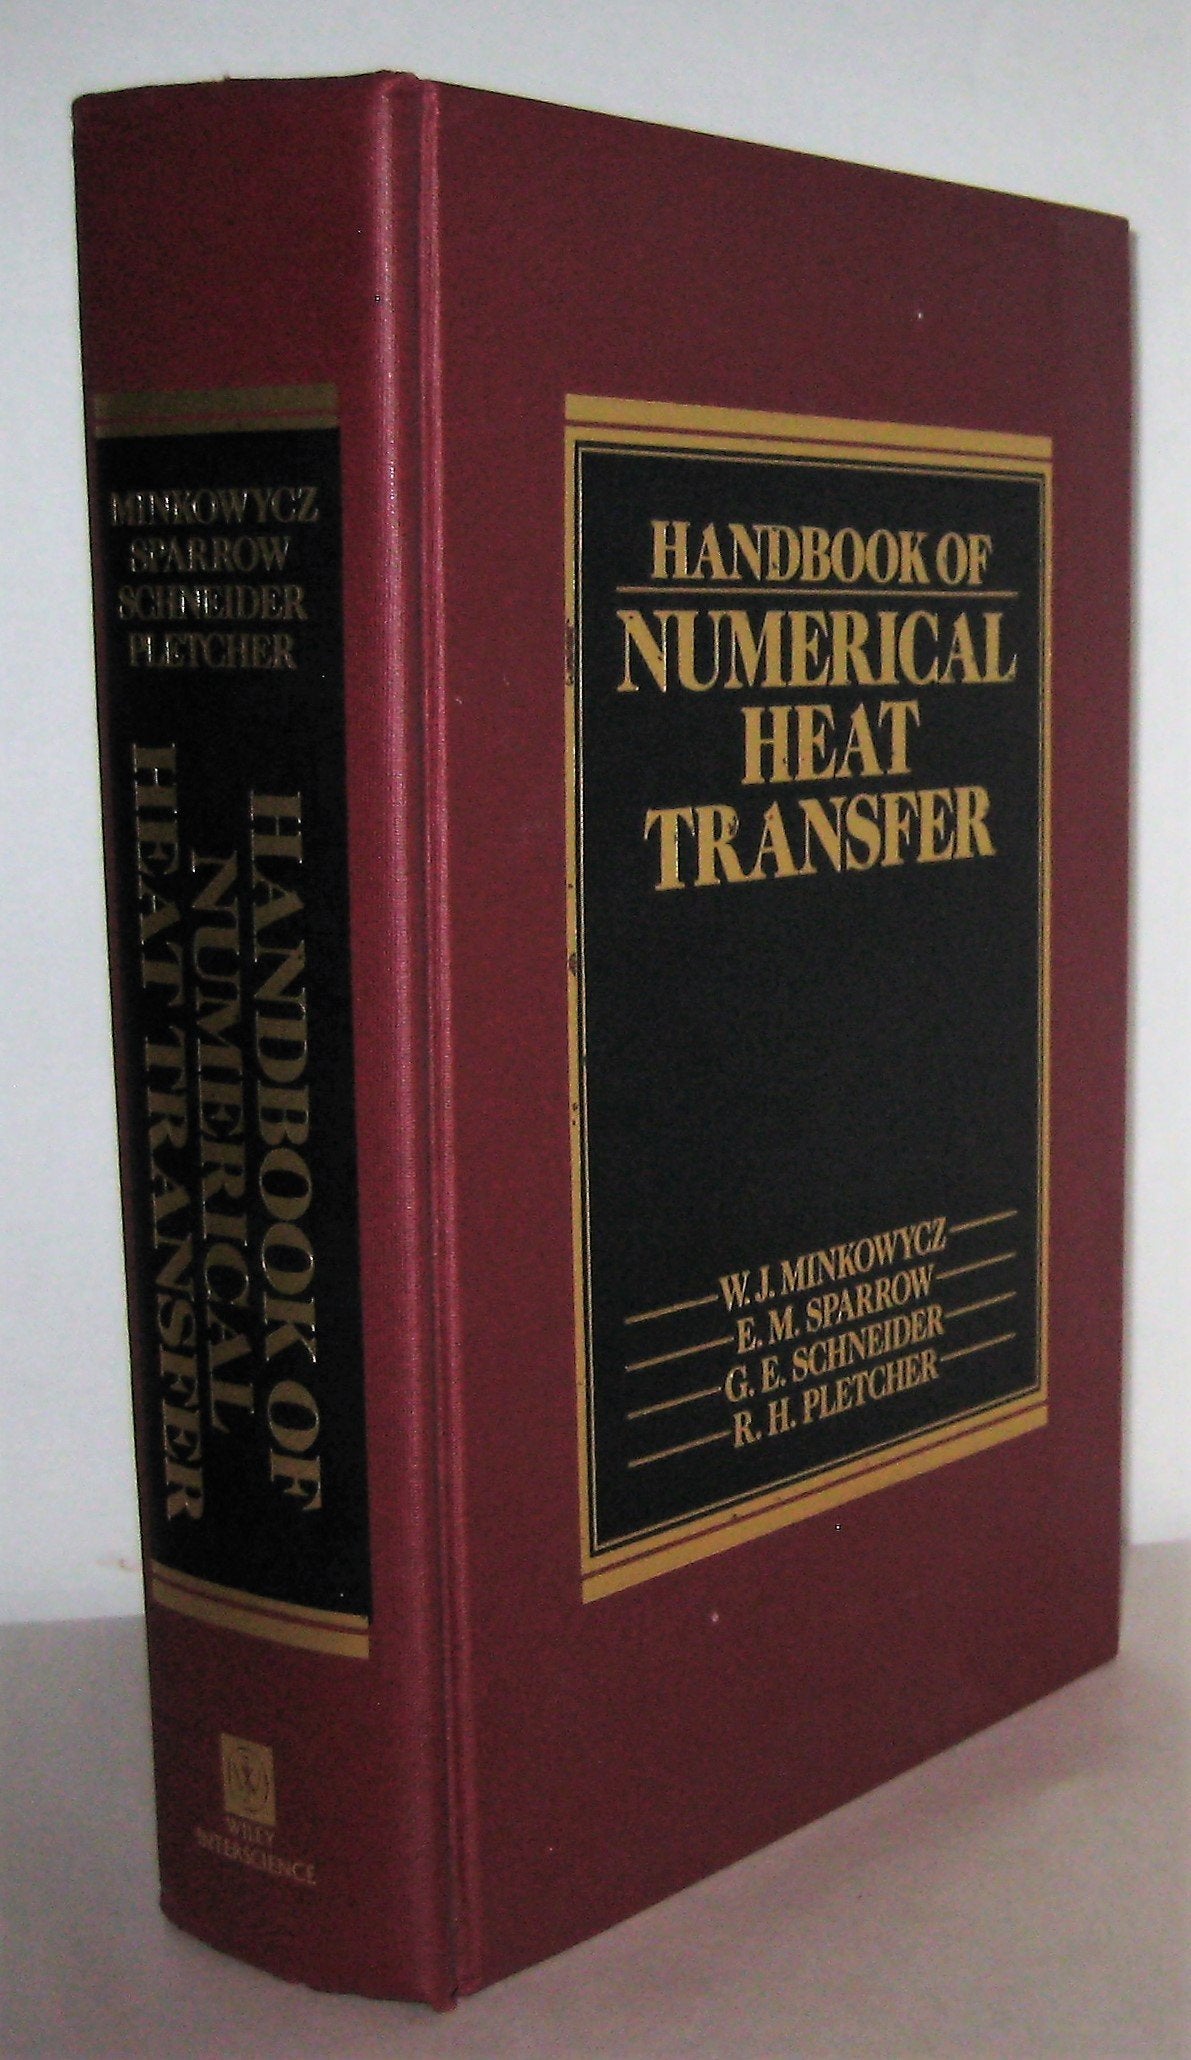 MINKOWYCZ
SPARROW
SCHNEIDER
PLETCHER
HANDBOOK OF
NUMERICAL
HEAT TRANSFER
WILEY
INTERSCIENCE
HANDBOOK OF
NUMERICAL
HEAT
TRANSFER
W. J. MINKOWYCZ
E. M. SPARROW
G. E. SCHNEIDER
R. H. PLETCHER